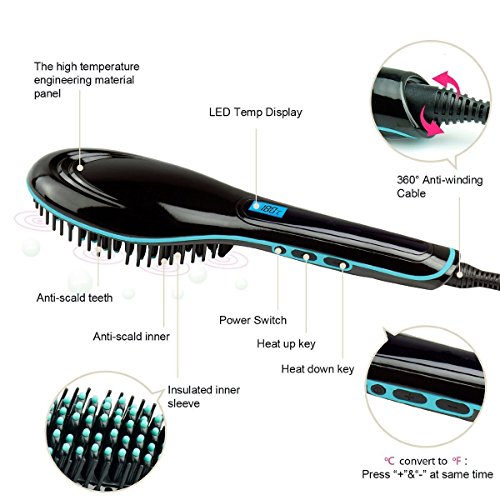 The high temperature
engineering material
panel
LED Temp Display
360° Anti-winding
Cable
180℃
Anti-scald teeth
Anti-scald inner
Power Switch
Heat up key
Heat down key
Insulated inner
sleeve
℃ convert to ℉ :
Press "+"&"-" at same time